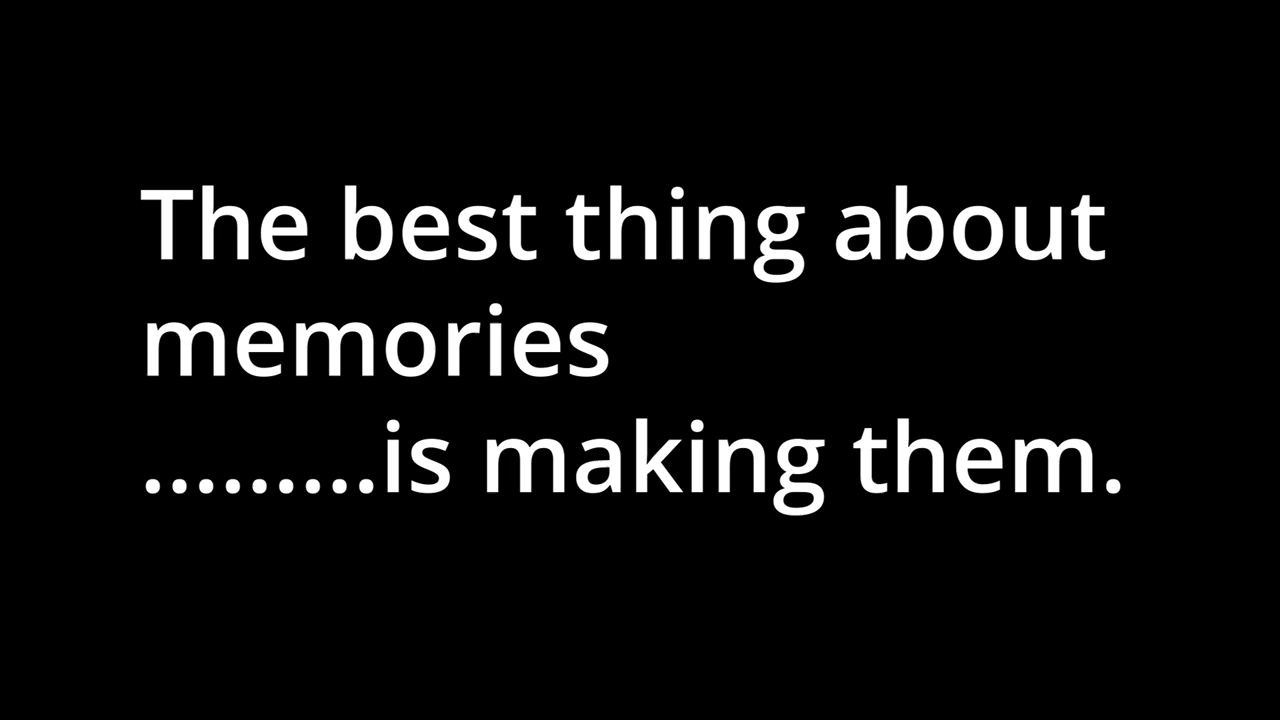 The best thing about
memories
.........is making them.